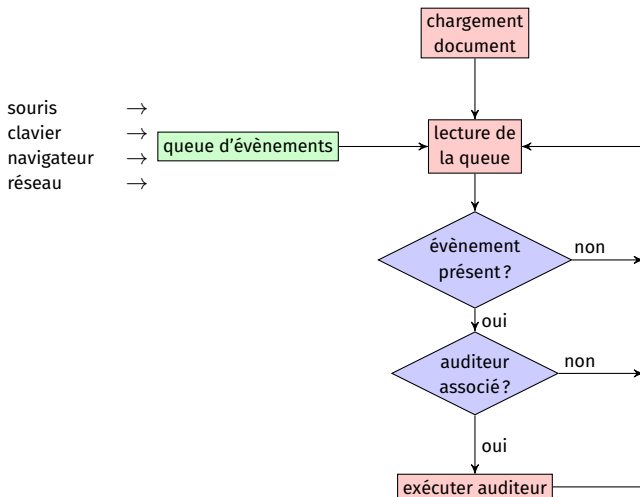 chargement
document
souris →
clavier →
navigateur →
réseau →
queue d'évènements
lecture de
la queue
évènement
présent ?
non
oui
auditeur
associé ?
non
oui
exécuter auditeur